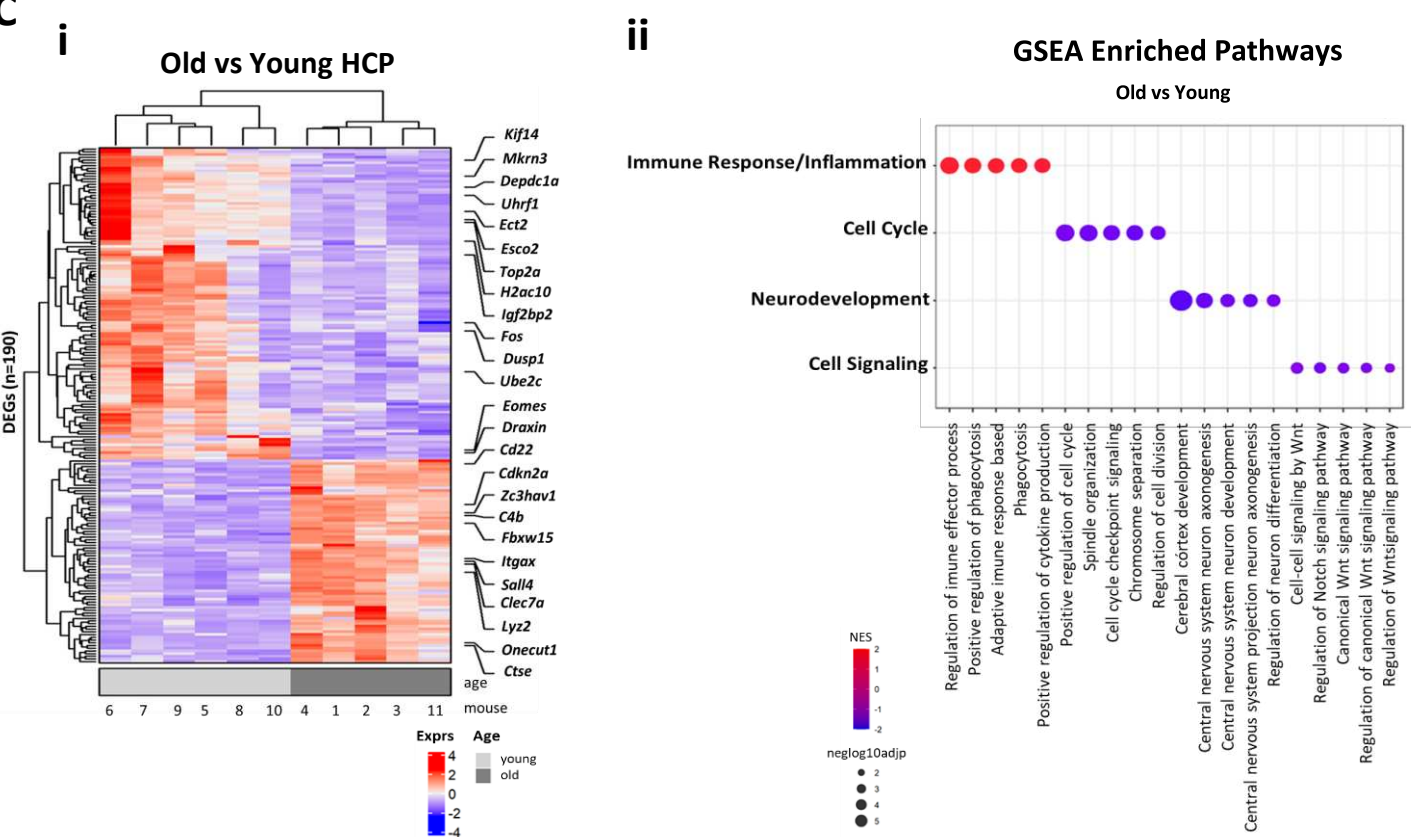 C
i
Old vs Young HCP
Kif14
Mkrn3
Depdc1a
Uhrf1
Ect2
Esco2
Top2a
H2ac10
Igf2bp2
Fos
Dusp1
Ube2c
Eomes
Draxin
Cd22
Cdkn2a
Zc3hav1
C4b
Fbxw15
Itgax
Sall4
Clec7a
Lyz2
Onecut1
Ctse
DEGs (n=190)
age
6 7 9 5 8 10 4 1 2 3 11 mouse
Exprs
4
2
0
-2
-4
Age
young
old
ii
GSEA Enriched Pathways
Old vs Young
Immune Response/Inflammation
Cell Cycle
Neurodevelopment
Cell Signaling
Regulation of imune effector process
Positive regulation of phagocytosis
Adaptive imune response based
Phagocytosis
Positive regulation of cytokine production
Positive regulation of cell cycle
Spindle organization
Cell cycle checkpoint signaling
Chromosome separation
Regulation of cell division
Cerebral cortex development
Central nervous system neuron axonogenesis
Central nervous system neuron development
Central nervous system projection neuron axonogenesis
Regulation of neuron differentiation
Cell-cell signaling by Wnt
Regulation of Notch signaling pathway
Canonical Wnt signaling pathway
Regulation of canonical Wnt signaling pathway
Regulation of Wntsignaling pathway
NES
2
1
0
-1
-2
neglog10adjp
2
3
4
5